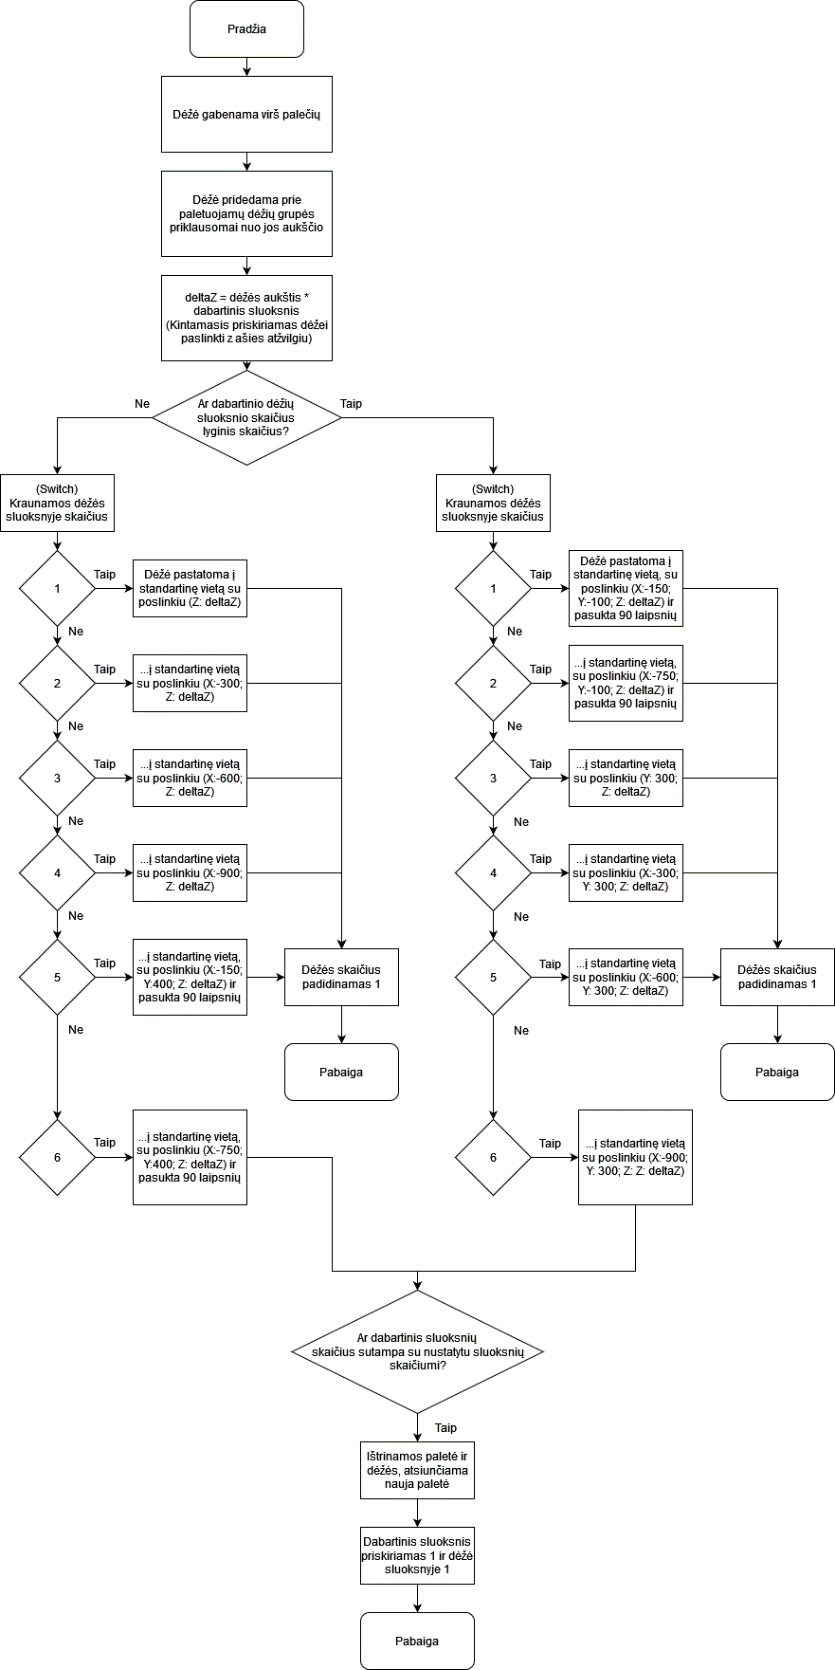 Pradžia
Dėžė gabenama virš palečių
Dėžė pridedama prie
paletuojamų dėžių grupės
priklausomai nuo jos aukščio
deltaZ = dėžės aukštis *
dabartinis sluoksnis
(Kintamasis priskiriamas dėžei
paslinkti z ašies atžvilgiu)
Ar dabartinio dėžių
sluoksnio skaičius
lyginis skaičius?
Ne
Taip
(Switch)
Kraunamos dėžės
sluoksnyje skaičius
1
Taip
Dėžė pastatoma į
standartinę vietą su
poslinkiu (Z: deltaZ)
Ne
2
Taip
...į standartinę vietą
su poslinkiu (X:-300;
Z: deltaZ)
Ne
3
Taip
...į standartinę vietą
su poslinkiu (X:-600;
Z: deltaZ)
Ne
4
Taip
...į standartinę vietą
su poslinkiu (X:-900;
Z: deltaZ)
Ne
5
Taip
...į standartinę vietą,
su poslinkiu (X:-150;
Y:400; Z: deltaZ) ir
pasukta 90 laipsnių
Dėžės skaičius
padidinamas 1
Pabaiga
Ne
6
Taip
...į standartinę vietą,
su poslinkiu (X:-750;
Y:400; Z: deltaZ) ir
pasukta 90 laipsnių
(Switch)
Kraunamos dėžės
sluoksnyje skaičius
1
Taip
Dėžė pastatoma į
standartinę vietą, su
poslinkiu (X:-150;
Y:-100; Z: deltaZ) ir
pasukta 90 laipsnių
Ne
2
Taip
...į standartinę vietą,
su poslinkiu (X:-750;
Y:-100; Z: deltaZ) ir
pasukta 90 laipsnių
Ne
3
Taip
...į standartinę vietą
su poslinkiu (Y: 300;
Z: deltaZ)
Ne
4
Taip
...į standartinę vietą
su poslinkiu (X:-300;
Y: 300; Z: deltaZ)
Ne
5
Taip
...į standartinę vietą
su poslinkiu (X:-600;
Y: 300; Z: deltaZ)
Dėžės skaičius
padidinamas 1
Pabaiga
Ne
6
Taip
...į standartinę vietą
su poslinkiu (X:-900;
Y: 300; Z: Z: deltaZ)
Ar dabartinis sluoksnių
skaičius sutampa su nustatytu sluoksnių
skaičiumi?
Taip
Ištrinamos paletė ir
dėžės, atsiunčiama
nauja paletė
Dabartinis sluoksnis
priskiriamas 1 ir dėžė
sluoksnyje 1
Pabaiga